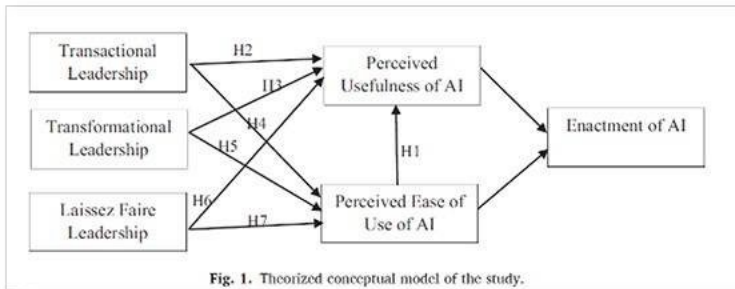 Transactional
Leadership
H2
Perceived
Usefulness of AI
H3
Transformational
Leadership
H4
H5
H1
Enactment of AI
H6
Laissez Faire
Leadership
H7
Perceived Ease of
Use of AI
Fig. 1. Theorized conceptual model of the study.